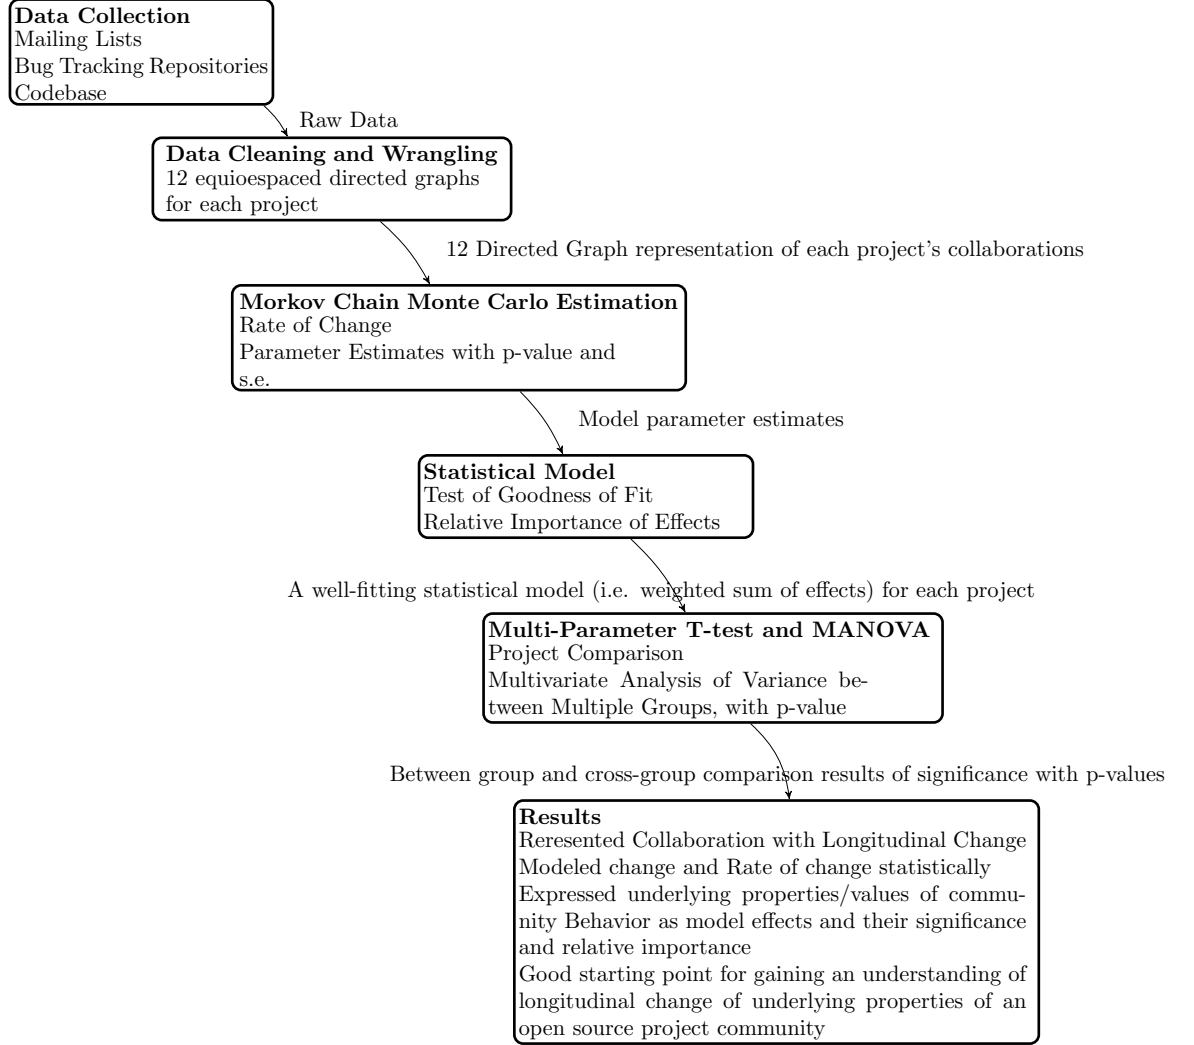 Data Collection
Mailing Lists
Bug Tracking Repositories
Codebase
Raw Data
Data Cleaning and Wrangling
12 equioespaced directed graphs
for each project
12 Directed Graph representation of each project's collaborations
Morkov Chain Monte Carlo Estimation
Rate of Change
Parameter Estimates with p-value and
s.e.
Model parameter estimates
Statistical Model
Test of Goodness of Fit
Relative Importance of Effects
A well-fitting statistical model (i.e. weighted sum of effects) for each project
Multi-Parameter T-test and MANOVA
Project Comparison
Multivariate Analysis of Variance be-
tween Multiple Groups, with p-value
Between group and cross-group comparison results of significance with p-values
Results
Reresented Collaboration with Longitudinal Change
Modeled change and Rate of change statistically
Expressed underlying properties/values of commu-
nity Behavior as model effects and their significance
and relative importance
Good starting point for gaining an understanding of
longitudinal change of underlying properties of an
open source project community